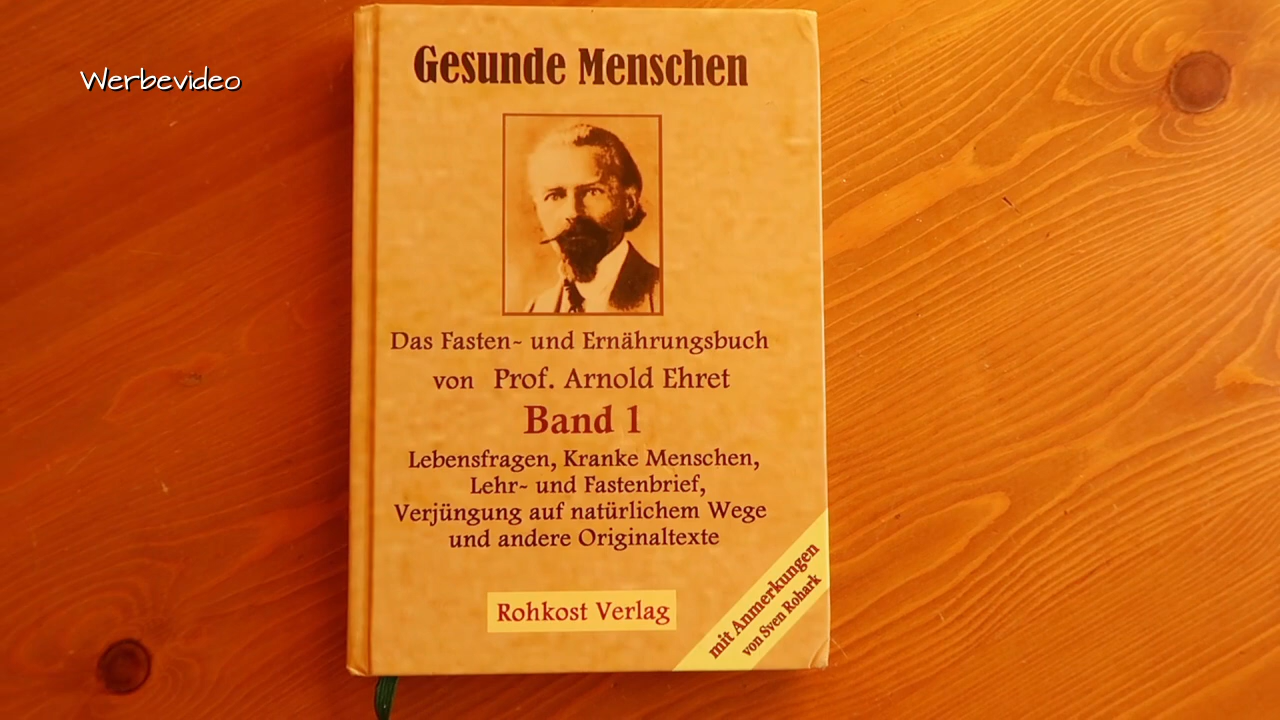 Werbevideo
Gesunde Menschen
Das Fasten- und Ernährungsbuch
von Prof. Arnold Ehret
Band 1
Lebensfragen, Kranke Menschen,
Lehr- und Fastenbrief,
Verjüngung auf natürlichem Wege
und andere Originaltexte
Rohkost Verlag
mit Anmerkungen
von Sven Rohark